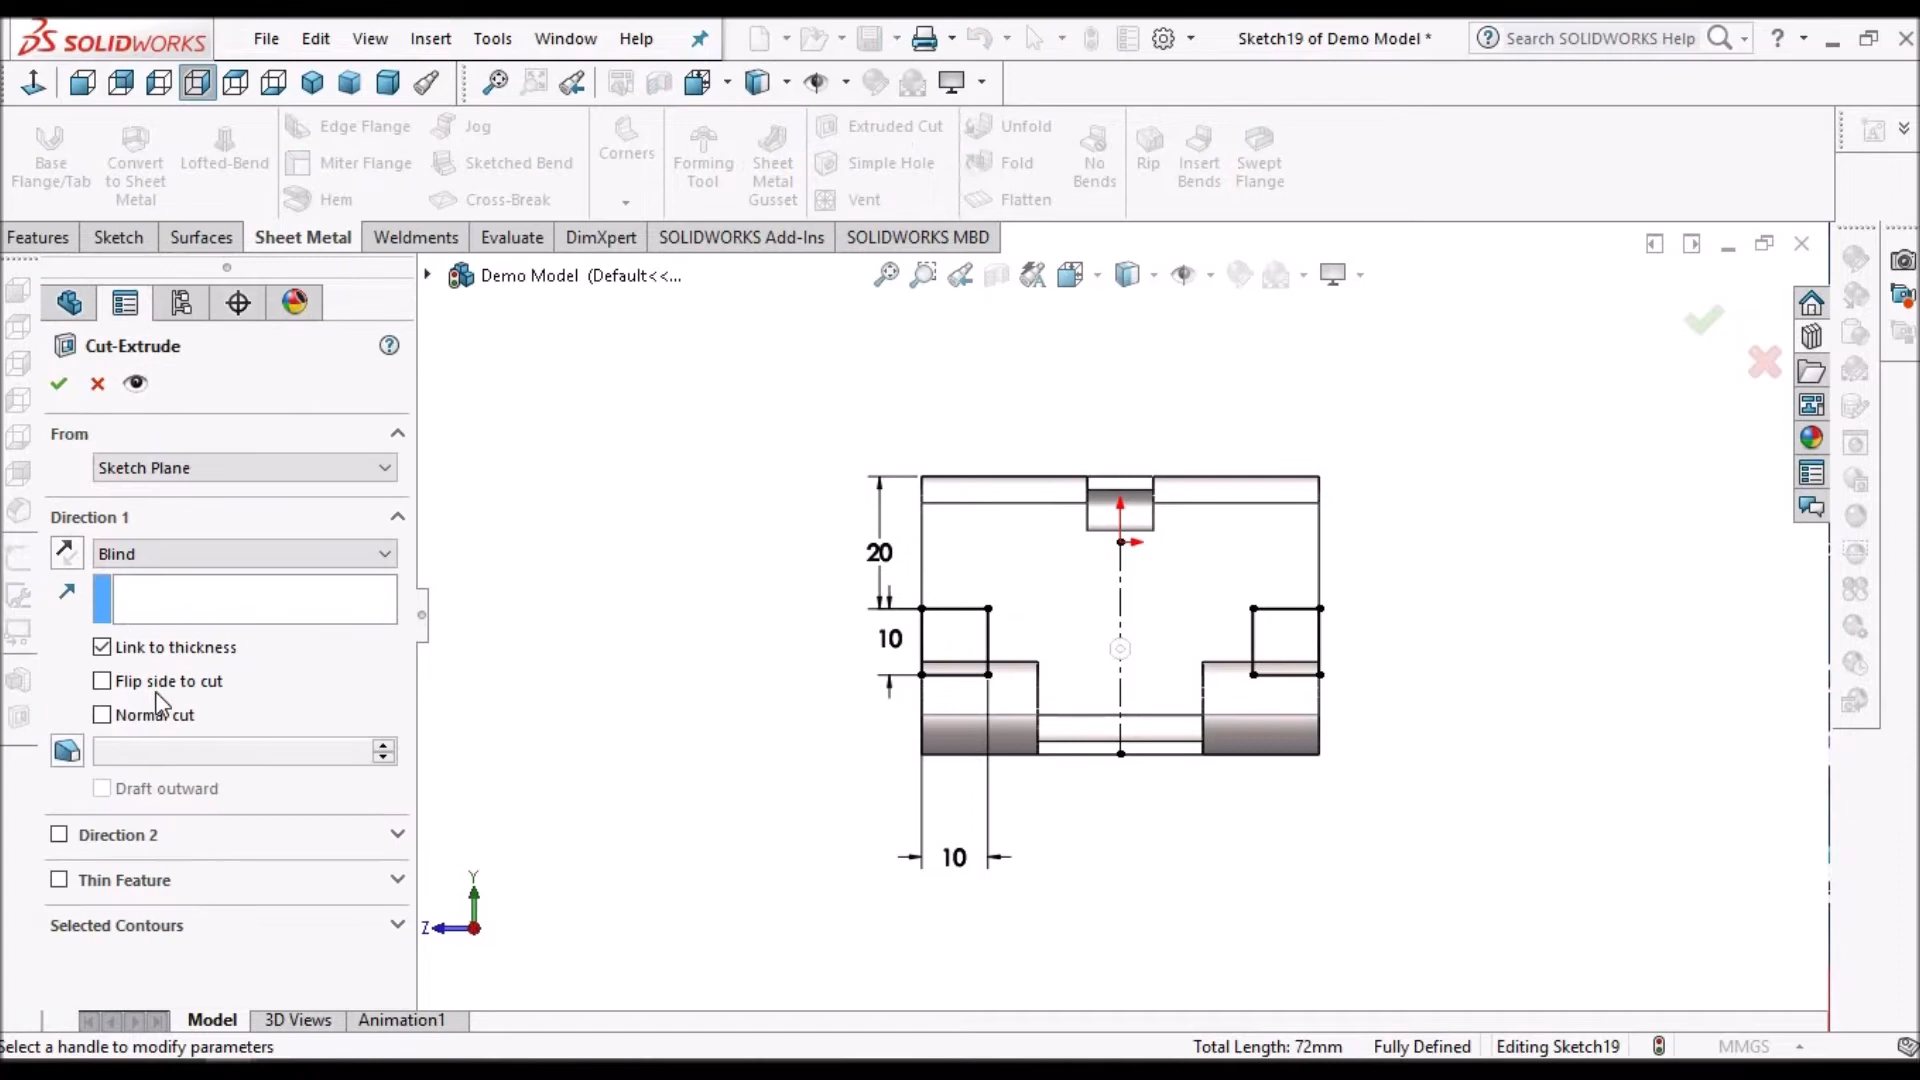 SOLIDWORKS File Edit View Insert Tools Window Help Sketch19 of Demo Model * Search SOLIDWORKS Help
Base Flange/Tab
Convert to Sheet Metal
Lofted-Bend
Edge Flange
Miter Flange
Hem
Jog
Sketched Bend
Cross-Break
Corners
Forming Tool
Sheet Metal Gusset
Extruded Cut
Simple Hole
Vent
Unfold
Fold
Flatten
No Bends
Rip
Insert Bends
Swept Flange
Features Sketch Surfaces Sheet Metal Weldments Evaluate DimXpert SOLIDWORKS Add-Ins SOLIDWORKS MBD
Demo Model (Default<<...
Cut-Extrude
From
Sketch Plane
Direction 1
Blind
Link to thickness
Flip side to cut
Normal cut
Draft outward
Direction 2
Thin Feature
Selected Contours
20
10
10
Y
Z
Model 3D Views Animation1
Select a handle to modify parameters Total Length: 72mm Fully Defined Editing Sketch19 MMGS